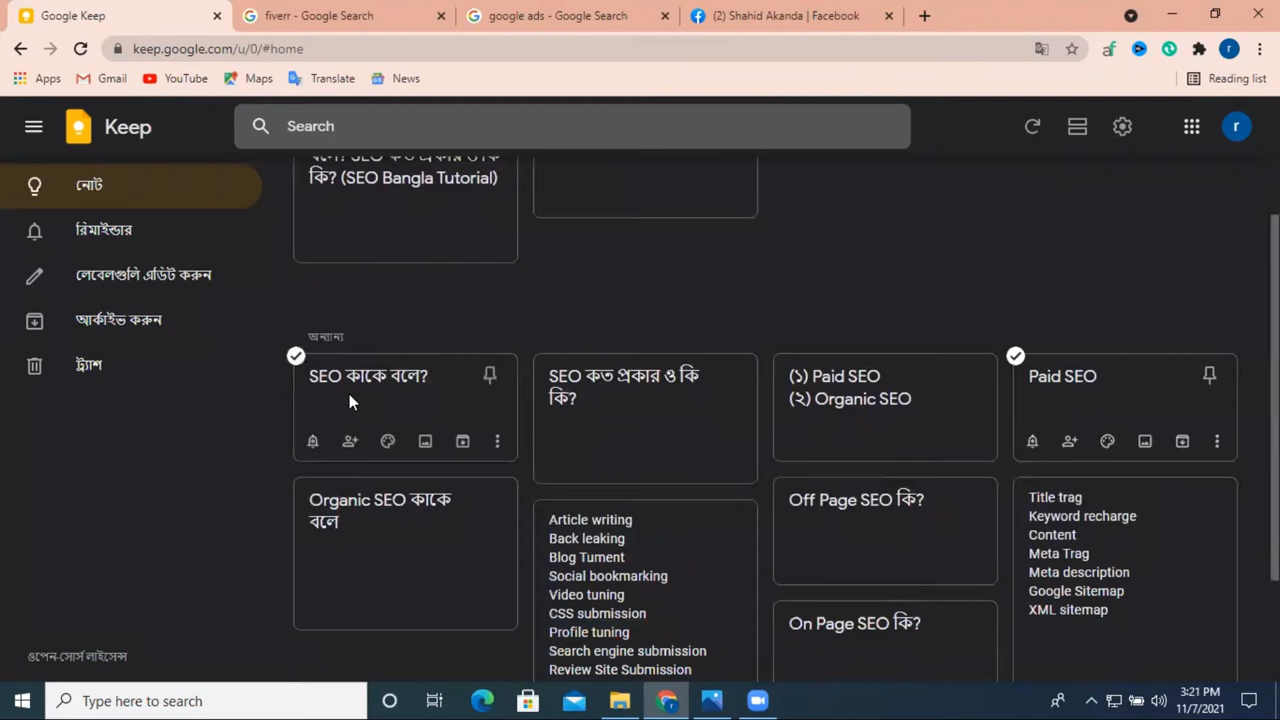 Google Keep
fiverr - Google Search
google ads - Google Search
(2) Shahid Akanda | Facebook
keep.google.com/u/0/#home
Apps
Gmail
YouTube
Maps
Translate
News
Reading list
Keep
Search
r
নোট
রিমাইন্ডার
লেবেলগুলি এডিট করুন
আর্কাইভ করুন
ট্র্যাশ
ওপেন-সোর্স লাইসেন্স
বলে? SEO কত প্রকার ও কি
কি? (SEO Bangla Tutorial)
অন্যান্য
SEO কাকে বলে?
SEO কত প্রকার ও কি
কি?
(১) Paid SEO
(২) Organic SEO
Paid SEO
Organic SEO কাকে
বলে
Article writing
Back leaking
Blog Tument
Social bookmarking
Video tuning
CSS submission
Profile tuning
Search engine submission
Review Site Submission
Off Page SEO কি?
On Page SEO কি?
Title trag
Keyword recharge
Content
Meta Trag
Meta description
Google Sitemap
XML sitemap
Type here to search
3:21 PM
11/7/2021